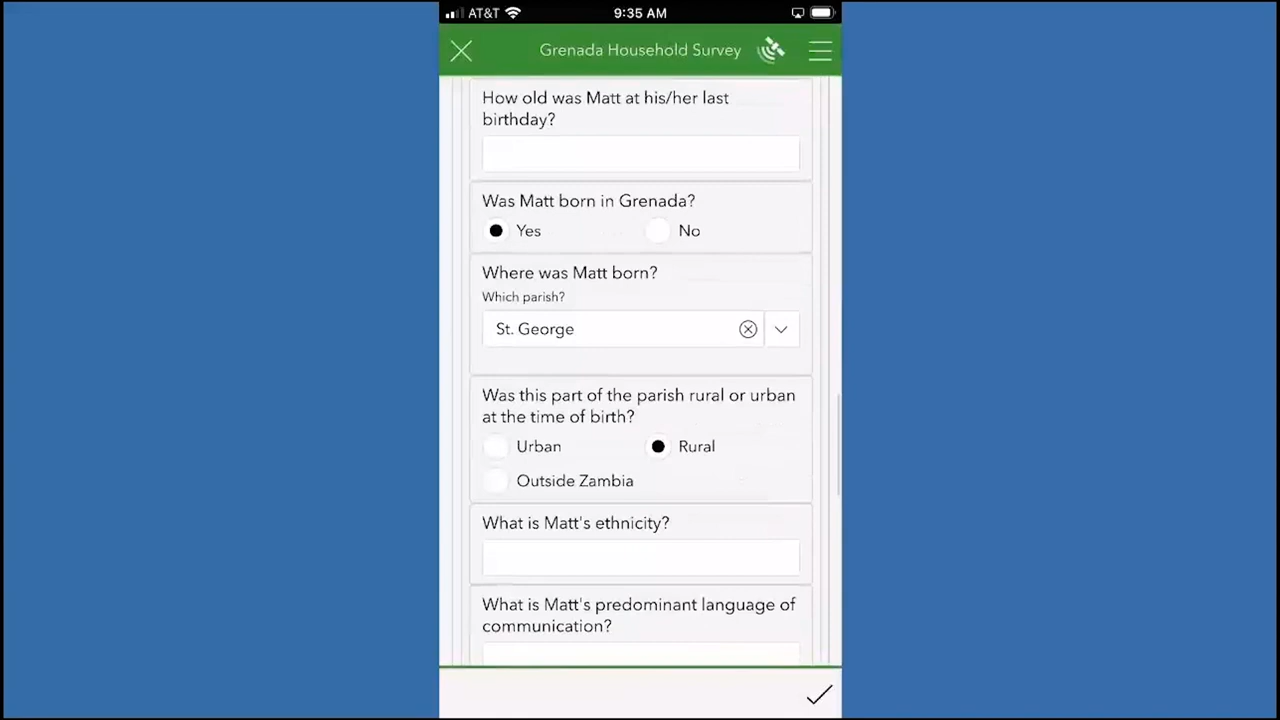 AT&T 9:35 AM
Grenada Household Survey
How old was Matt at his/her last
birthday?
Was Matt born in Grenada?
Yes No
Where was Matt born?
Which parish?
St. George
Was this part of the parish rural or urban
at the time of birth?
Urban Rural
Outside Zambia
What is Matt's ethnicity?
What is Matt's predominant language of
communication?